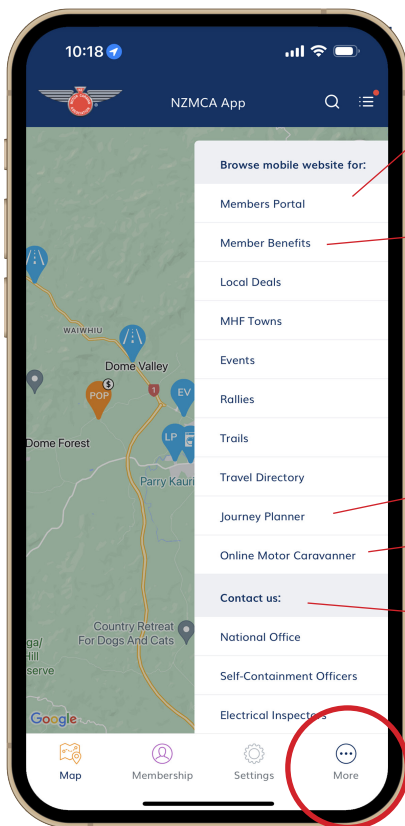 10:18
NZMCA App
Browse mobile website for:
Members Portal
Member Benefits
Local Deals
MHF Towns
Events
Rallies
Trails
Travel Directory
Journey Planner
Online Motor Caravanner
Contact us:
National Office
Self-Containment Officers
Electrical Inspectors
WAIWHIU
Dome Valley
1
$
POP
EV
Dome Forest
LP
Parry Kauri
Country Retreat
For Dogs And Cats
ga/
Hill
serve
Google
Map
Membership
Settings
More